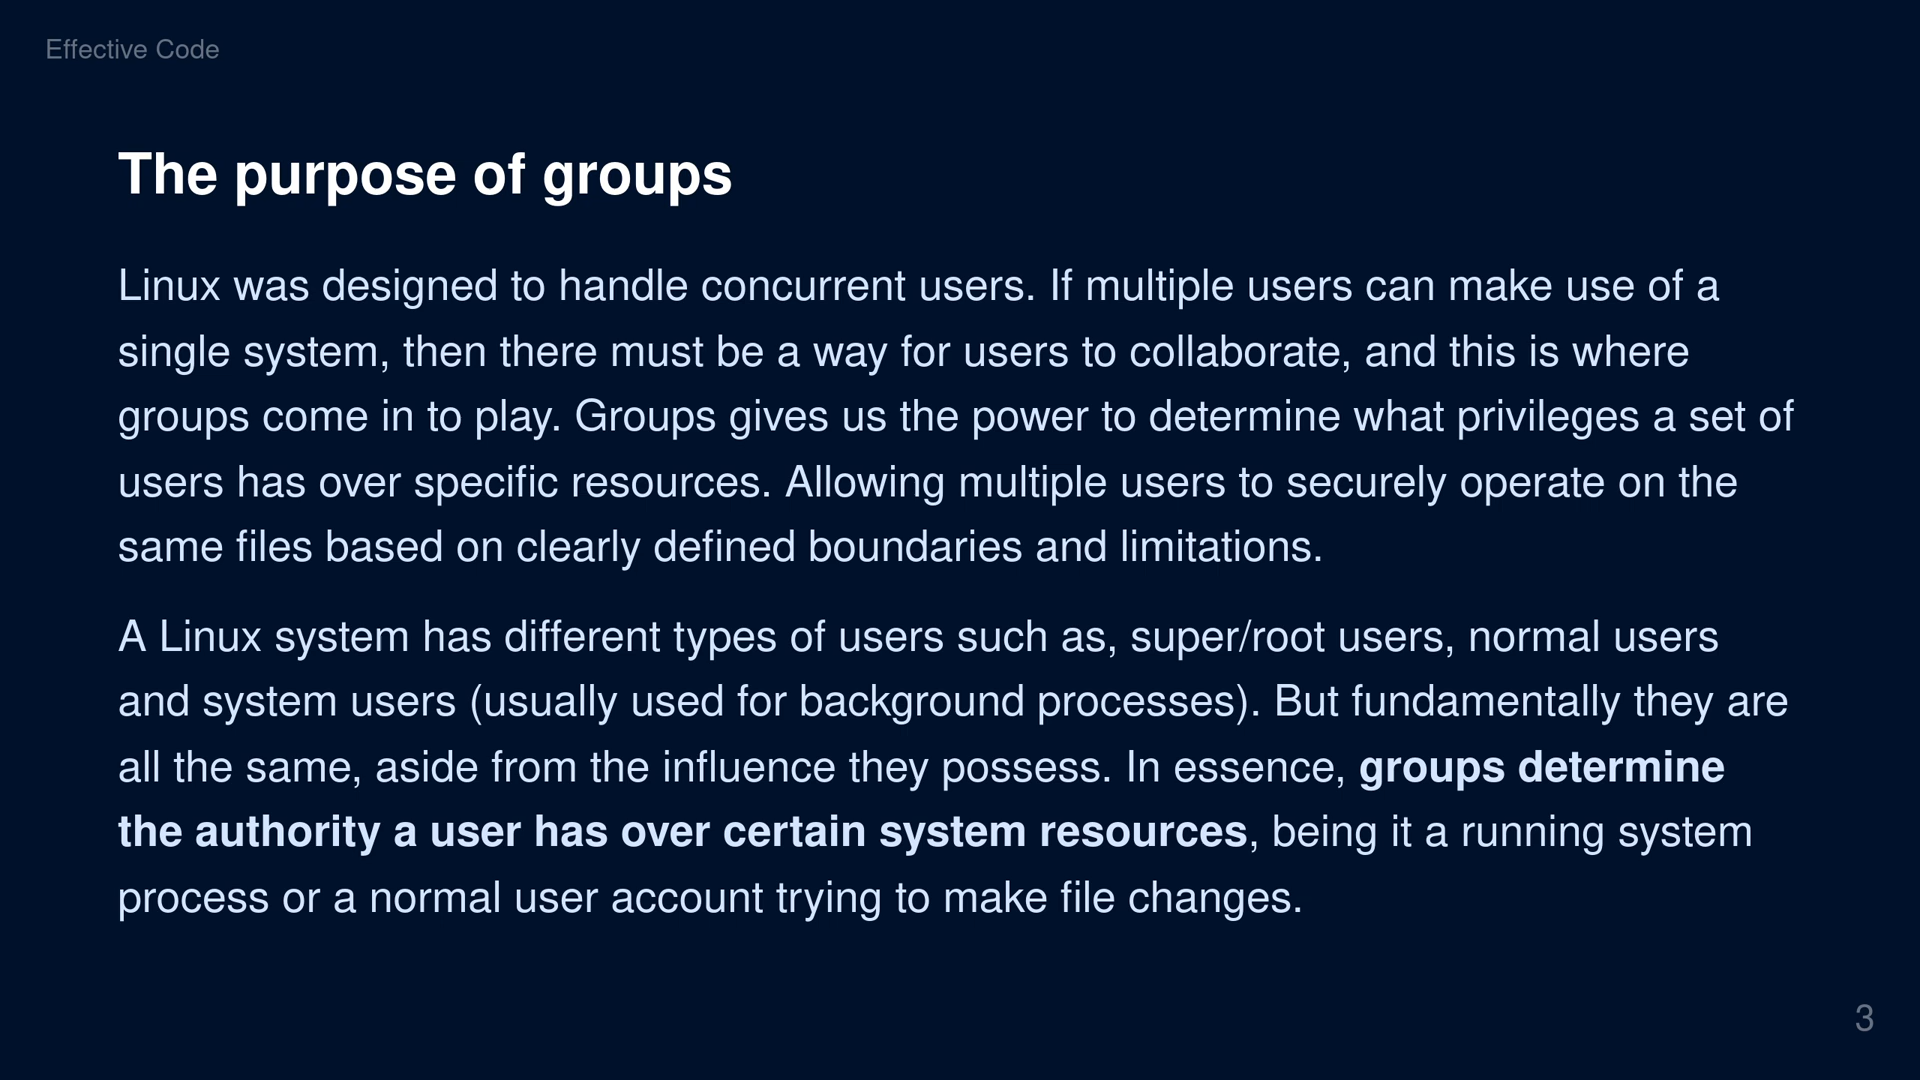 Effective Code
The purpose of groups
Linux was designed to handle concurrent users. If multiple users can make use of a
single system, then there must be a way for users to collaborate, and this is where
groups come in to play. Groups gives us the power to determine what privileges a set of
users has over specific resources. Allowing multiple users to securely operate on the
same files based on clearly defined boundaries and limitations.
A Linux system has different types of users such as, super/root users, normal users
and system users (usually used for background processes). But fundamentally they are
all the same, aside from the influence they possess. In essence, groups determine
the authority a user has over certain system resources, being it a running system
process or a normal user account trying to make file changes.
3